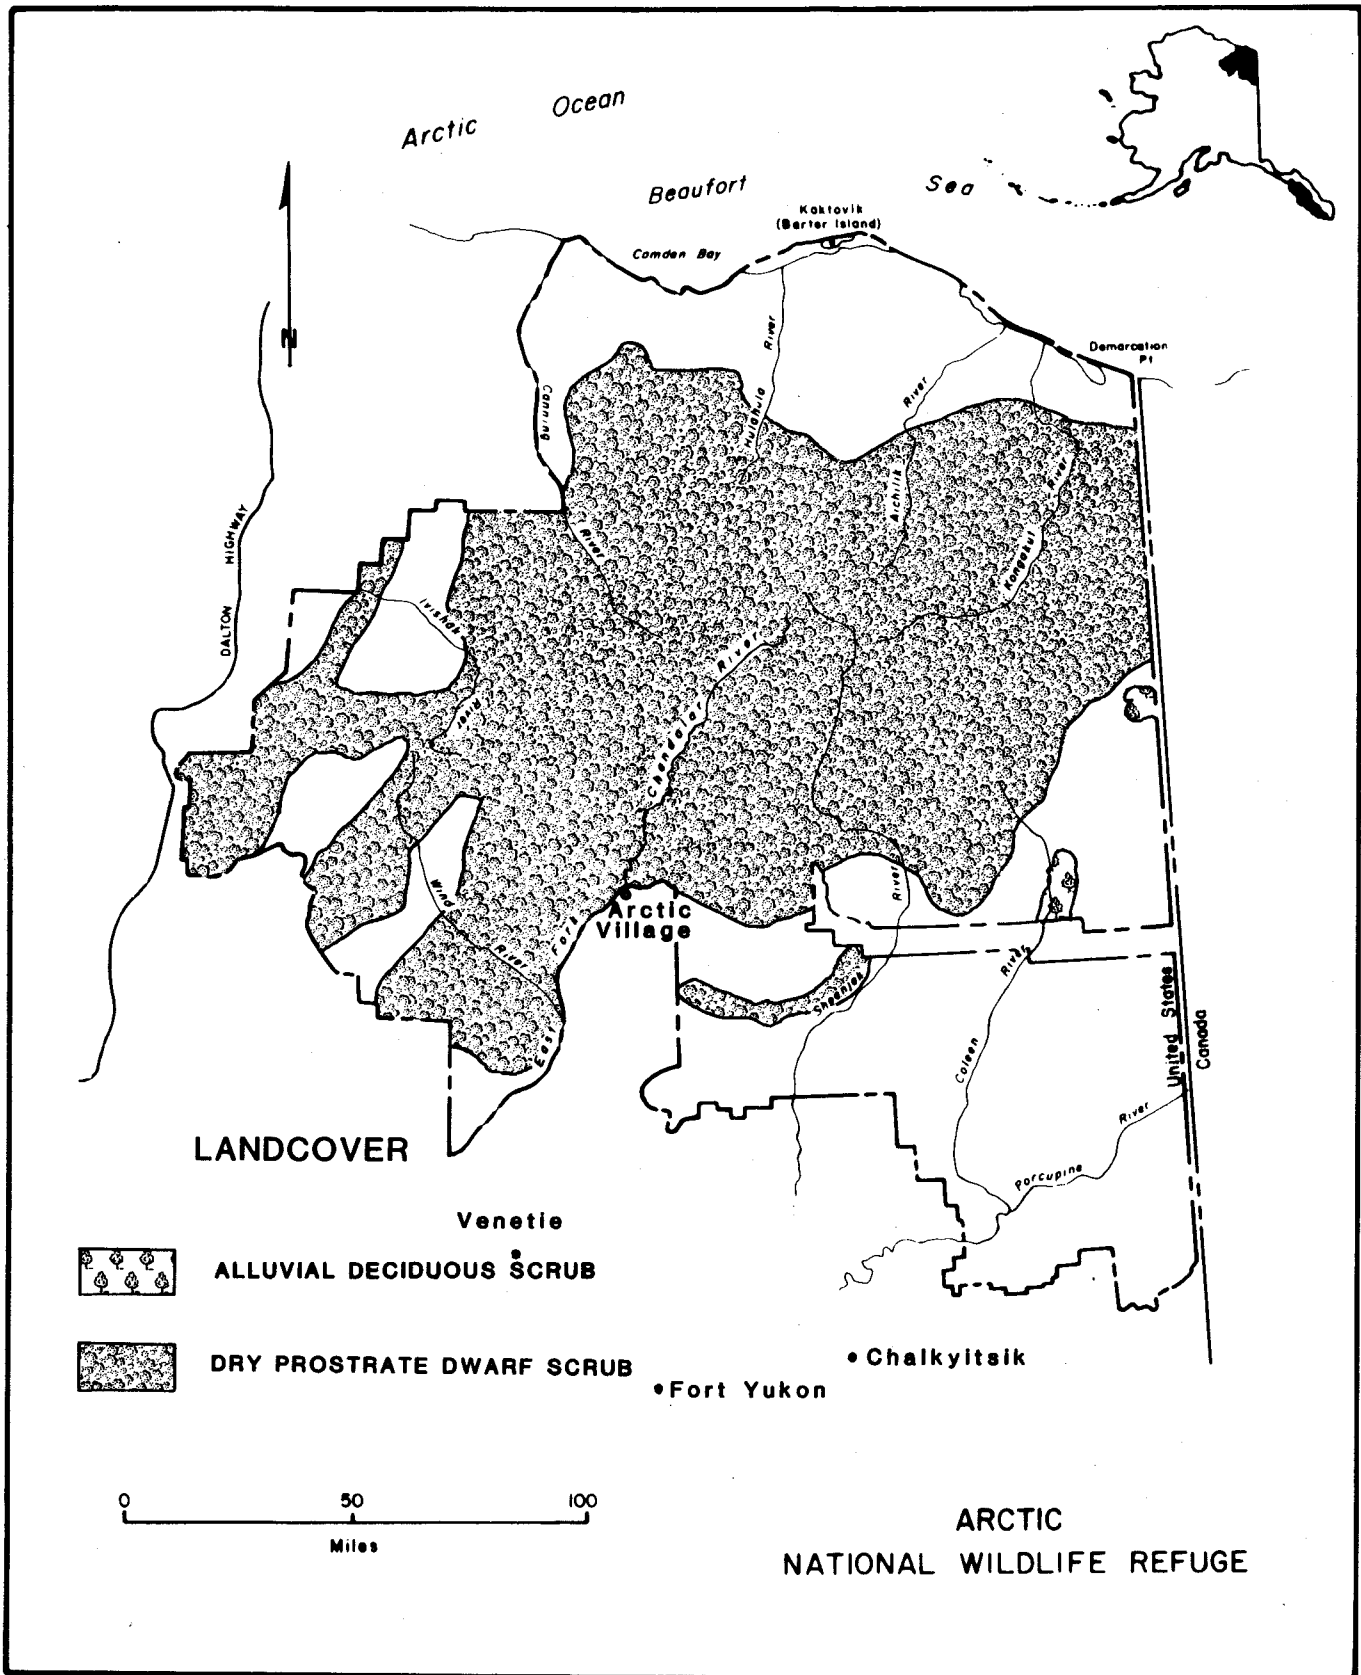 Arctic Ocean
Beaufort Sea
Kaktovik
(Barter Island)
Camden Bay
Demarcation
Pt
N
DALTON HIGHWAY
Canning
River
Hulahula
River
Aichilik
River
Kongakut
River
Ivishak
Chandalar River
East Fork
Arctic
Village
Wind
River
River
Sheenjek
Coleen
River
United States
Canada
Porcupine
River
LANDCOVER
Venetie
ALLUVIAL DECIDUOUS SCRUB
DRY PROSTRATE DWARF SCRUB
Chalkyitsik
Fort Yukon
0 50 100
Miles
ARCTIC
NATIONAL WILDLIFE REFUGE